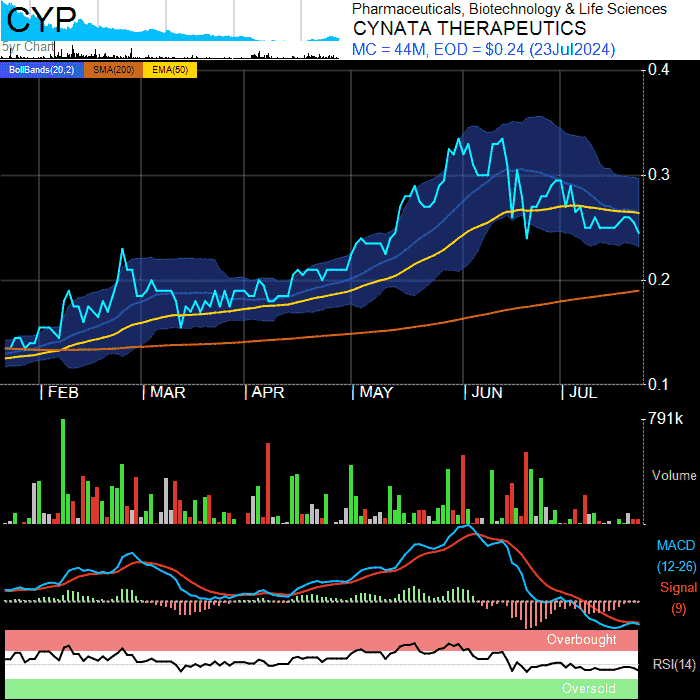 CYP
5yr Chart
Pharmaceuticals, Biotechnology & Life Sciences
CYNATA THERAPEUTICS
MC = 44M, EOD = $0.24 (23Jul2024)
BollBands(20,2) SMA(200) EMA(50)
0.4
0.3
0.2
0.1
FEB MAR APR MAY JUN JUL
791k
Volume
MACD
(12-26)
Signal
(9)
Overbought
RSI(14)
Oversold